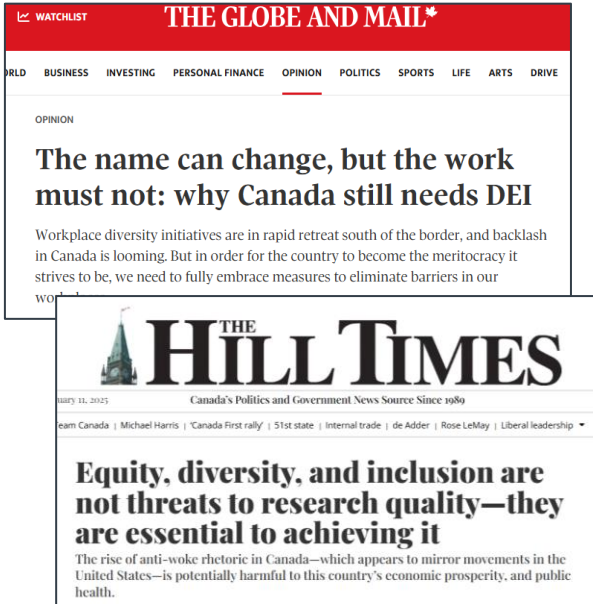 WATCHLIST
THE GLOBE AND MAIL
BUSINESS INVESTING PERSONAL FINANCE OPINION POLITICS SPORTS LIFE ARTS DRIVE
OPINION
The name can change, but the work
must not: why Canada still needs DEI
Workplace diversity initiatives are in rapid retreat south of the border, and backlash
in Canada is looming. But in order for the country to become the meritocracy it
strives to be, we need to fully embrace measures to eliminate barriers in our
THE
HILL TIMES
11, 2025 Canada's Politics and Government News Source Since 1989
Canada | Michael Harris | 'Canada First rally' | 51st state | Internal trade | de Adder | Rose LeMay | Liberal leadership
Equity, diversity, and inclusion are
not threats to research quality—they
are essential to achieving it
The rise of anti-woke rhetoric in Canada—which appears to mirror movements in the
United States—is potentially harmful to this country's economic prosperity, and public
health.